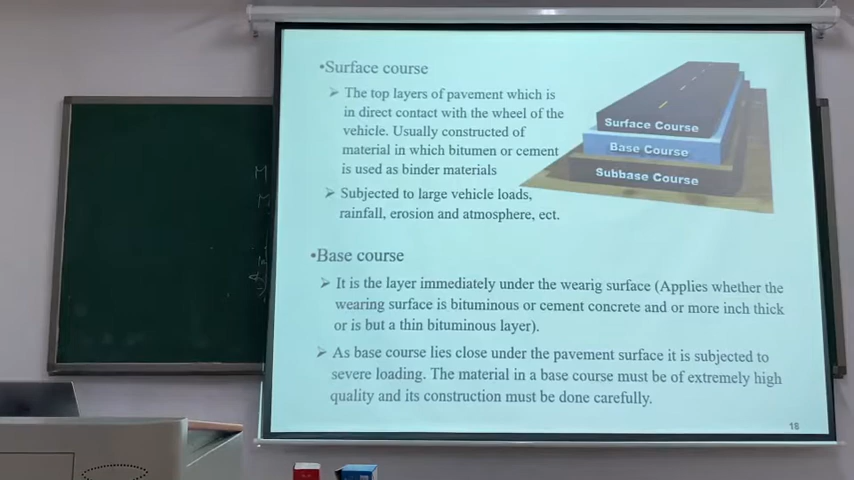 •Surface course
➢ The top layers of pavement which is
in direct contact with the wheel of the
vehicle. Usually constructed of
material in which bitumen or cement
is used as binder materials
➢ Subjected to large vehicle loads,
rainfall, erosion and atmosphere, ect.
Surface Course
Base Course
Subbase Course
•Base course
➢ It is the layer immediately under the wearig surface (Applies whether the
wearing surface is bituminous or cement concrete and or more inch thick
or is but a thin bituminous layer).
➢ As base course lies close under the pavement surface it is subjected to
severe loading. The material in a base course must be of extremely high
quality and its construction must be done carefully.
18